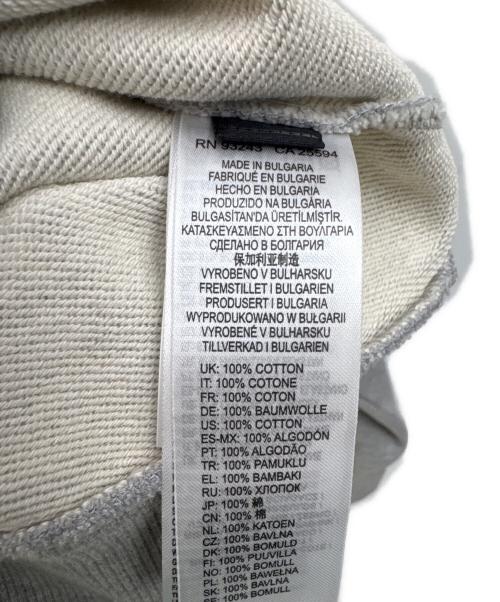 RN 93243 CA 25594
MADE IN BULGARIA
FABRIQUÉ EN BULGARIE
HECHO EN BULGARIA
PRODUZIDO NA BULGÁRIA
BULGASİTAN'DA ÜRETİLMİŞTİR.
ΚΑΤΑΣΚΕΥΑΣΜΕΝΟ ΣΤΗ ΒΟΥΛΓΑΡΙΑ
СДЕЛАНО В БОЛГАРИЯ
保加利亚制造
VYROBENO V BULHARSKU
FREMSTILLET I BULGARIEN
PRODUSERT I BULGARIA
WYPRODUKOWANO W BUŁGARII
VYROBENÉ V BULHARSKU
TILLVERKAD I BULGARIEN
UK: 100% COTTON
IT: 100% COTONE
FR: 100% COTON
DE: 100% BAUMWOLLE
US: 100% COTTON
ES-MX: 100% ALGODÓN
PT: 100% ALGODÃO
TR: 100% PAMUKLU
EL: 100% BAMBAKI
RU: 100% ХЛОПОК
JP: 100% 綿
CN: 100% 棉
NL: 100% KATOEN
CZ: 100% BAVLNA
DK: 100% BOMULD
FI: 100% PUUVILLA
NO: 100% BOMULL
PL: 100% BAWEŁNA
SK: 100% BAVLNA
SE: 100% BOMULL